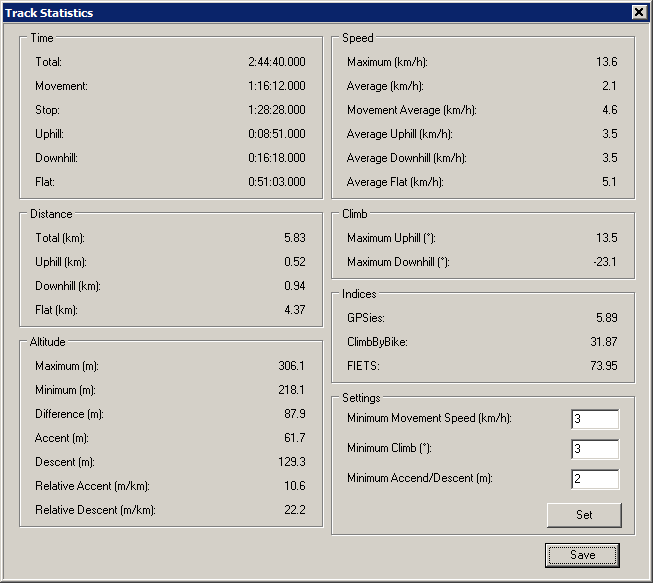 Track Statistics
Time
Total: 2:44:40.000
Movement: 1:16:12.000
Stop: 1:28:28.000
Uphill: 0:08:51.000
Downhill: 0:16:18.000
Flat: 0:51:03.000
Distance
Total (km): 5.83
Uphill (km): 0.52
Downhill (km): 0.94
Flat (km): 4.37
Altitude
Maximum (m): 306.1
Minimum (m): 218.1
Difference (m): 87.9
Accent (m): 61.7
Descent (m): 129.3
Relative Accent (m/km): 10.6
Relative Descent (m/km): 22.2
Speed
Maximum (km/h): 13.6
Average (km/h): 2.1
Movement Average (km/h): 4.6
Average Uphill (km/h): 3.5
Average Downhill (km/h): 3.5
Average Flat (km/h): 5.1
Climb
Maximum Uphill (°): 13.5
Maximum Downhill (°): -23.1
Indices
GPSies: 5.89
ClimbByBike: 31.87
FIETS: 73.95
Settings
Minimum Movement Speed (km/h): 3
Minimum Climb (°): 3
Minimum Accend/Descent (m): 2
Set
Save